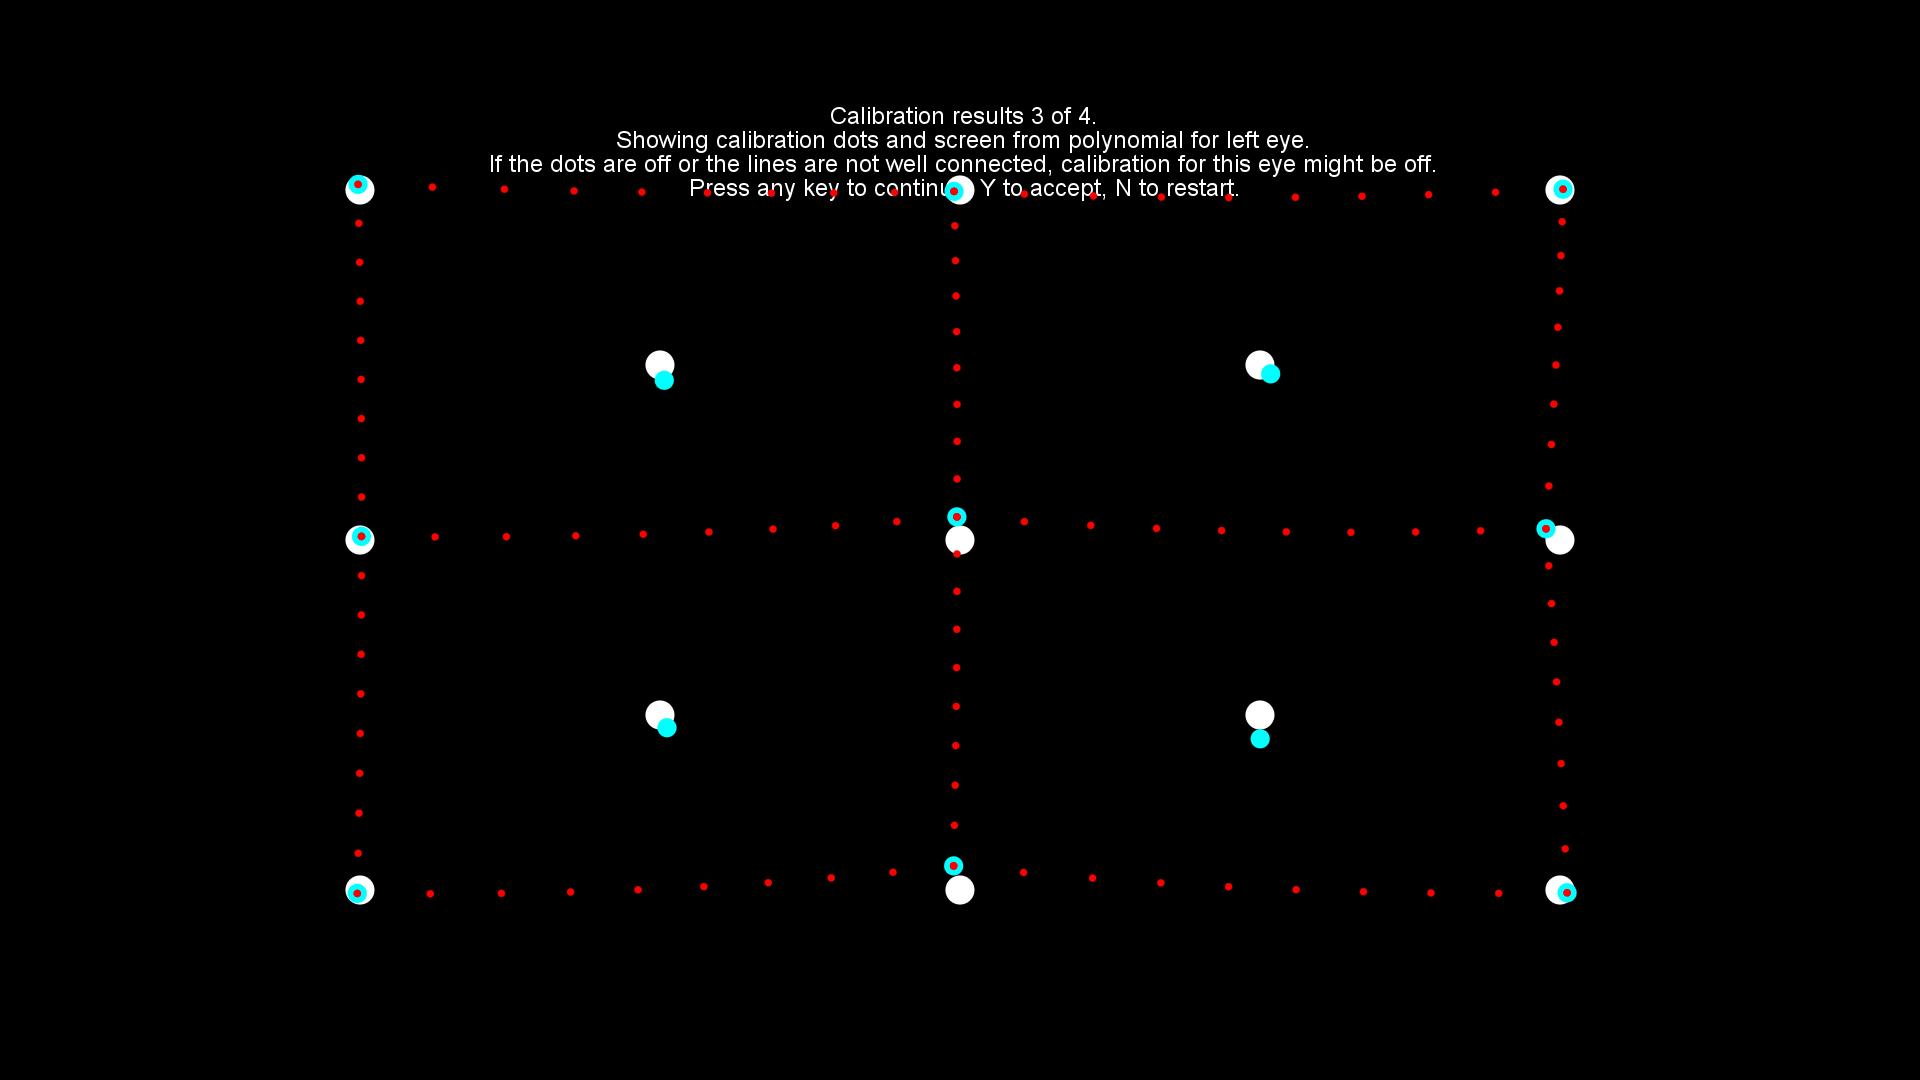 Calibration results 3 of 4.
Showing calibration dots and screen from polynomial for left eye.
If the dots are off or the lines are not well connected, calibration for this eye might be off.
Press any key to continue, Y to accept, N to restart.